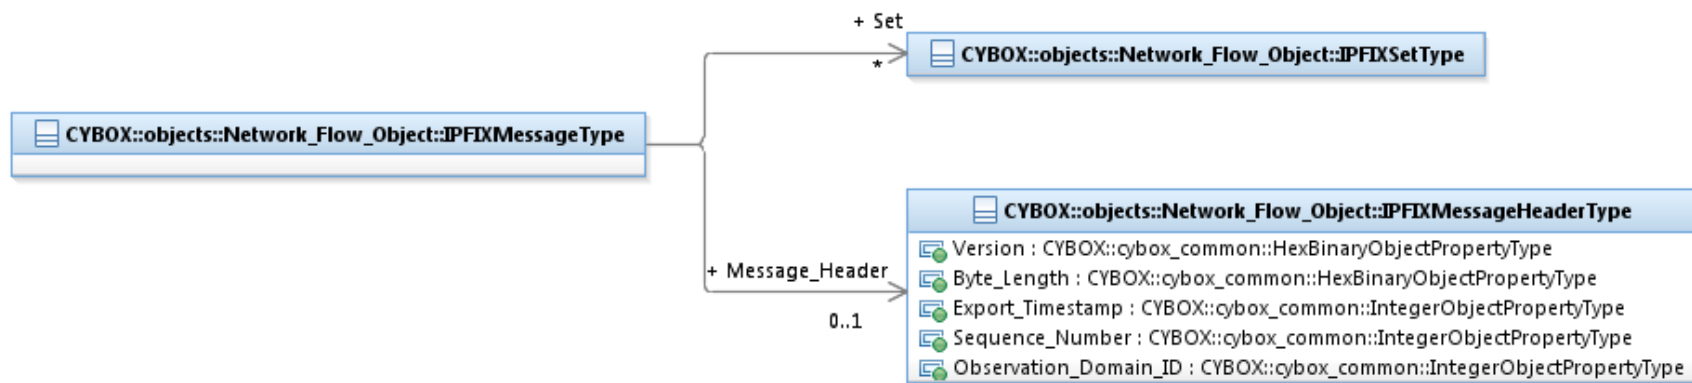 + Set
*
CYBOX::objects::Network_Flow_Object::IPFIXSetType
CYBOX::objects::Network_Flow_Object::IPFIXMessageType
+ Message_Header
0..1
CYBOX::objects::Network_Flow_Object::IPFIXMessageHeaderType
Version : CYBOX::cybox_common::HexBinaryObjectPropertyType
Byte_Length : CYBOX::cybox_common::HexBinaryObjectPropertyType
Export_Timestamp : CYBOX::cybox_common::IntegerObjectPropertyType
Sequence_Number : CYBOX::cybox_common::IntegerObjectPropertyType
Observation_Domain_ID : CYBOX::cybox_common::IntegerObjectPropertyType